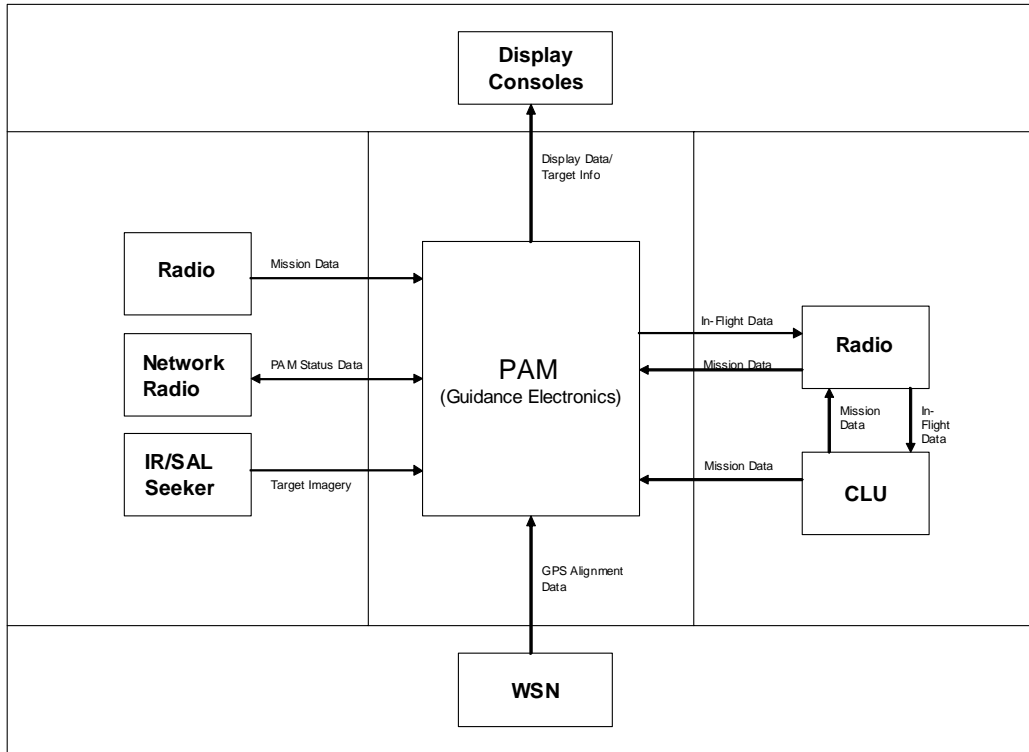 Display
Consoles
Display Data/
Target Info
Radio
Mission Data
Network
Radio
PAM Status Data
IR/SAL
Seeker
Target Imagery
PAM
(Guidance Electronics)
In-Flight Data
Mission Data
Radio
Mission
Data
In-
Flight
Data
Mission Data
CLU
GPS Alignment
Data
WSN